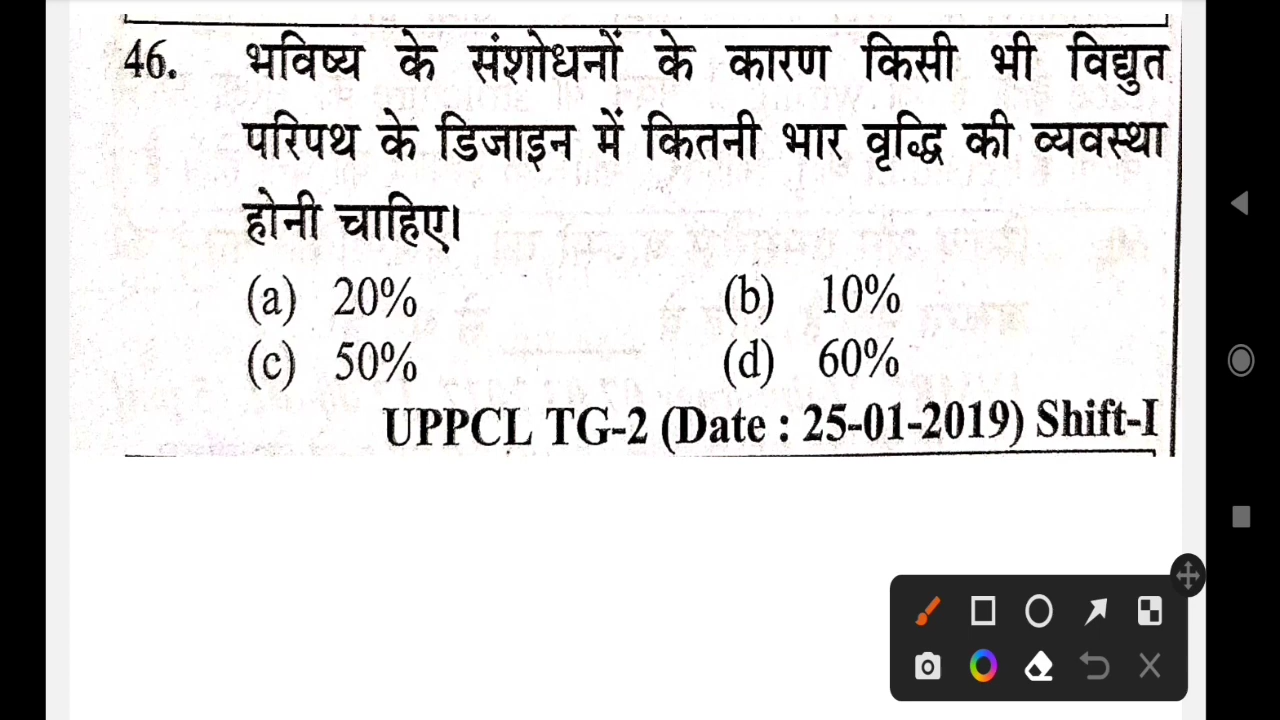 46. भविष्य के संशोधनों के कारण किसी भी विद्युत
परिपथ के डिजाइन में कितनी भार वृद्धि की व्यवस्था
होनी चाहिए।
(a) 20% (b) 10%
(c) 50% (d) 60%
UPPCL TG-2 (Date : 25-01-2019) Shift-I